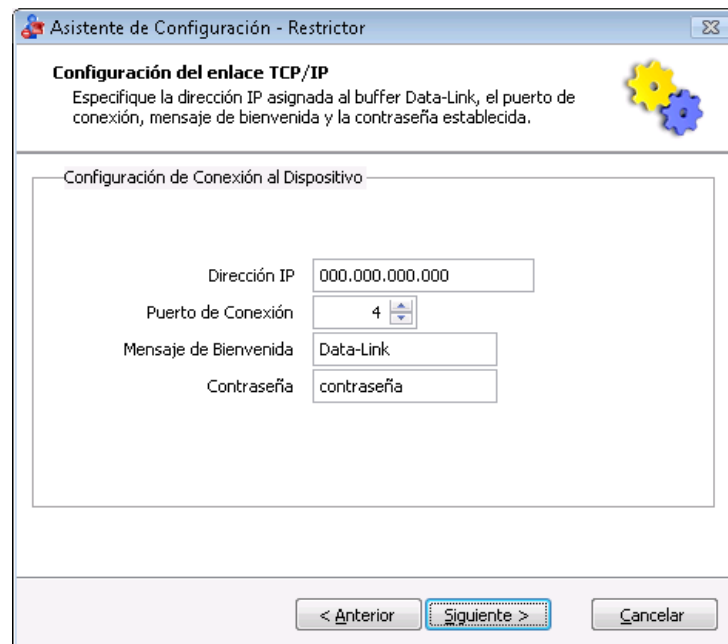 Asistente de Configuración - Restrictor
Configuración del enlace TCP/IP
Especifique la dirección IP asignada al buffer Data-Link, el puerto de
conexión, mensaje de bienvenida y la contraseña establecida.
Configuración de Conexión al Dispositivo
Dirección IP 000.000.000.000
Puerto de Conexión 4
Mensaje de Bienvenida Data-Link
Contraseña contraseña
< Anterior Siguiente > Cancelar